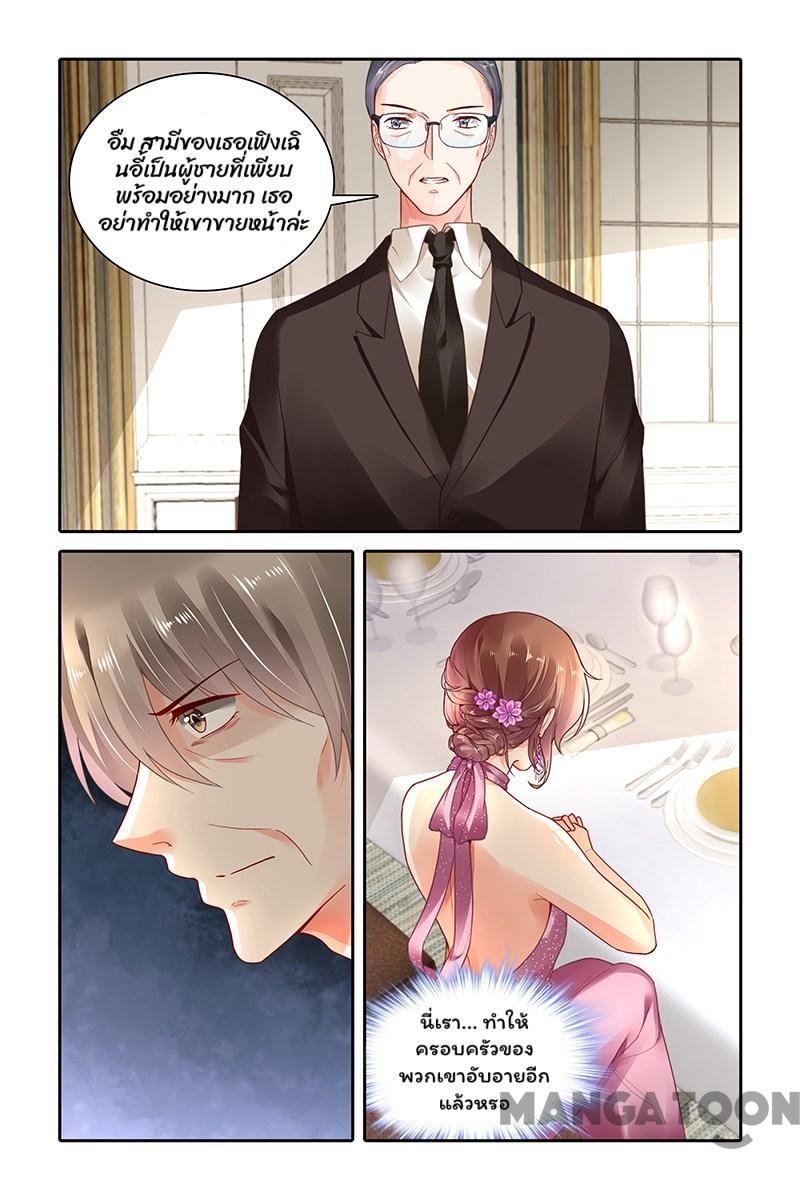 อืม สามีของเธอเฟิงเฉิ
นอี้เป็นผู้ชายที่เพียบ
พร้อมอย่างมาก เธอ
อย่าทำให้เขาขายหน้าล่ะ
นี่เรา... ทำให้
ครอบครัวของ
พวกเขาอับอายอีก
แล้วหรอ
MANGATOON